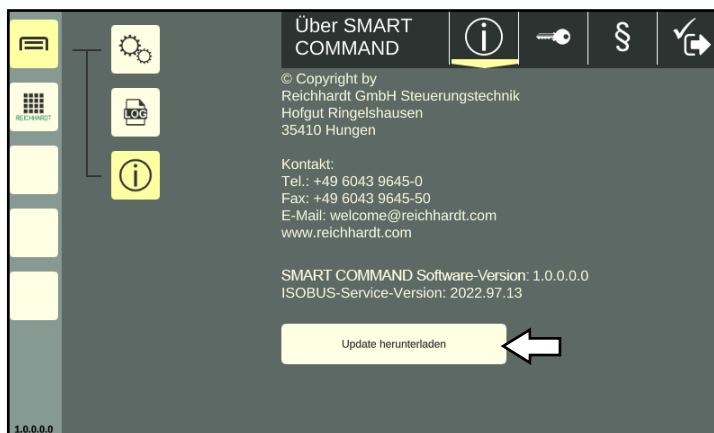 Über SMART
COMMAND
§
REICHHARDT
LOG
© Copyright by
Reichhardt GmbH Steuerungstechnik
Hofgut Ringelshausen
35410 Hungen
Kontakt:
Tel.: +49 6043 9645-0
Fax: +49 6043 9645-50
E-Mail: welcome@reichhardt.com
www.reichhardt.com
SMART COMMAND Software-Version: 1.0.0.0.0
ISOBUS-Service-Version: 2022.97.13
Update herunterladen
1.0.0.0.0